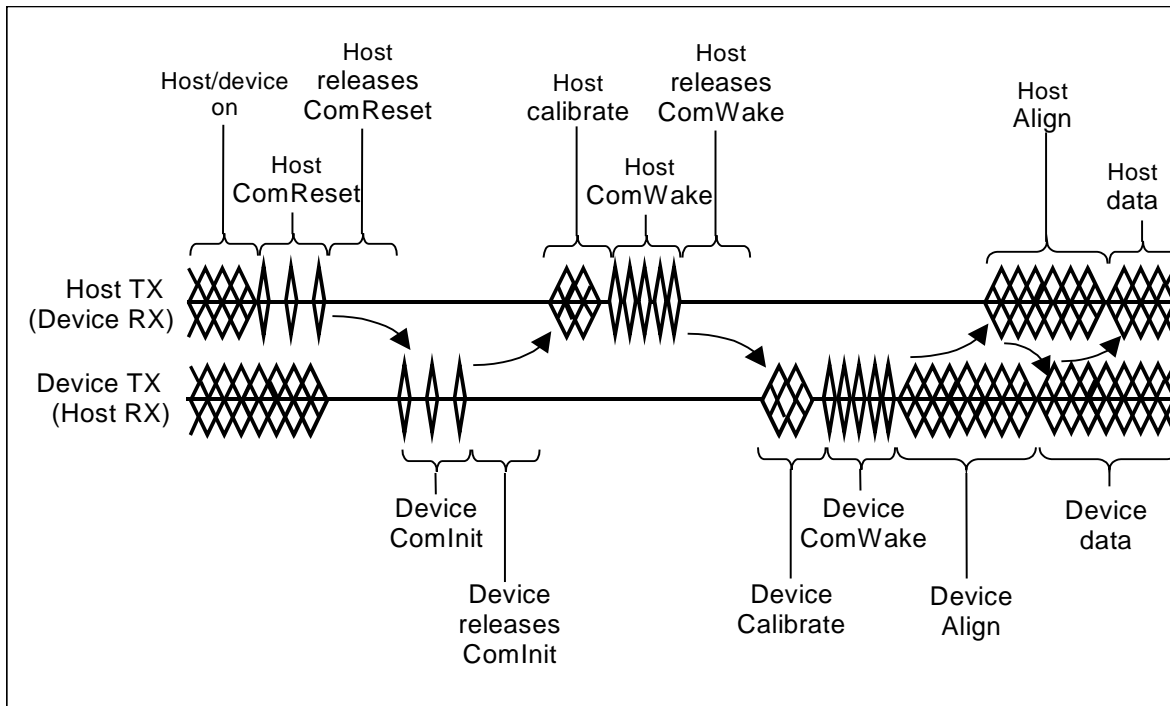 Host/device
on
Host
releases
ComReset
Host
ComReset
Host
calibrate
Host
releases
ComWake
Host
ComWake
Host
Align
Host
data
Host TX
(Device RX)
Device TX
(Host RX)
Device
ComInit
Device
releases
ComInit
Device
ComWake
Device
Calibrate
Device
Align
Device
data